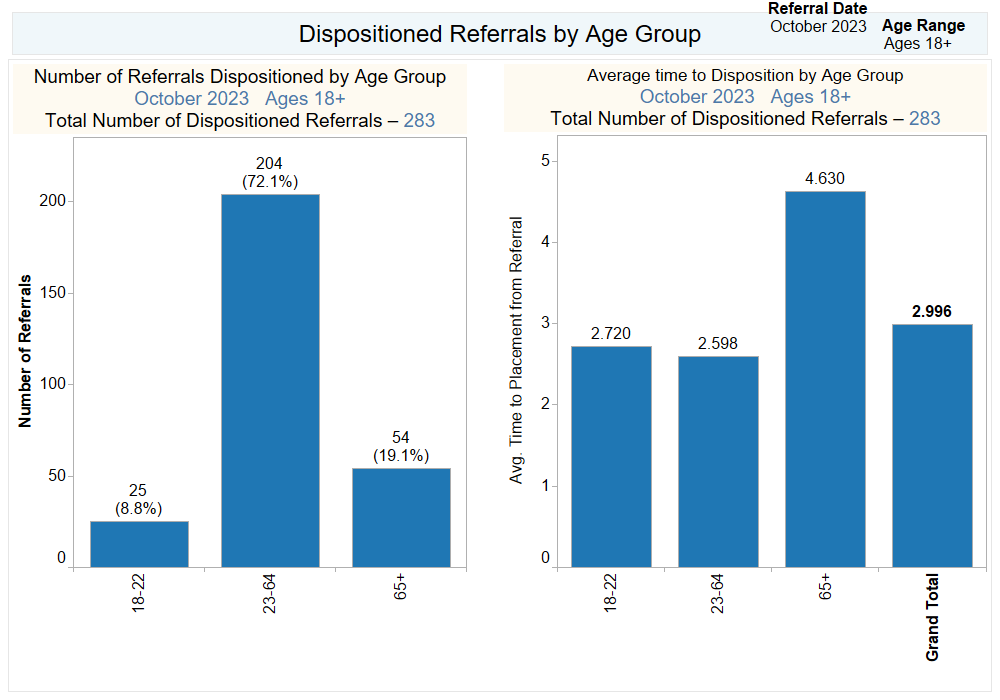 Referral Date
October 2023
Age Range
Ages 18+
Dispositioned Referrals by Age Group
Number of Referrals Dispositioned by Age Group
October 2023 Ages 18+
Total Number of Dispositioned Referrals – 283
Number of Referrals
200
150
100
50
0
25
(8.8%)
204
(72.1%)
54
(19.1%)
18-22
23-64
65+
Average time to Disposition by Age Group
October 2023 Ages 18+
Total Number of Dispositioned Referrals – 283
Avg. Time to Placement from Referral
5
4
3
2
1
0
2.720
2.598
4.630
2.996
18-22
23-64
65+
Grand Total